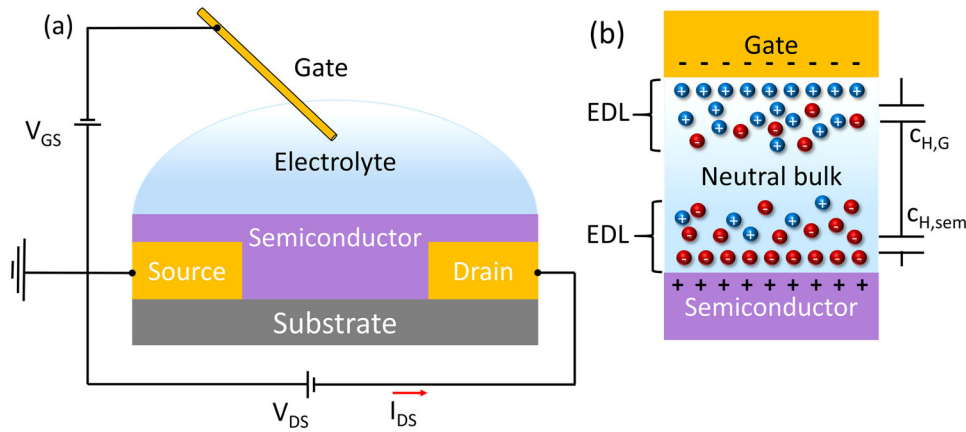 (a)
Gate
V_GS
Electrolyte
Semiconductor
Source
Drain
Substrate
V_DS
I_DS
(b)
Gate
- - - - - - - - -
EDL
C_H,G
Neutral bulk
EDL
C_H,sem
+ + + + + + + + +
Semiconductor